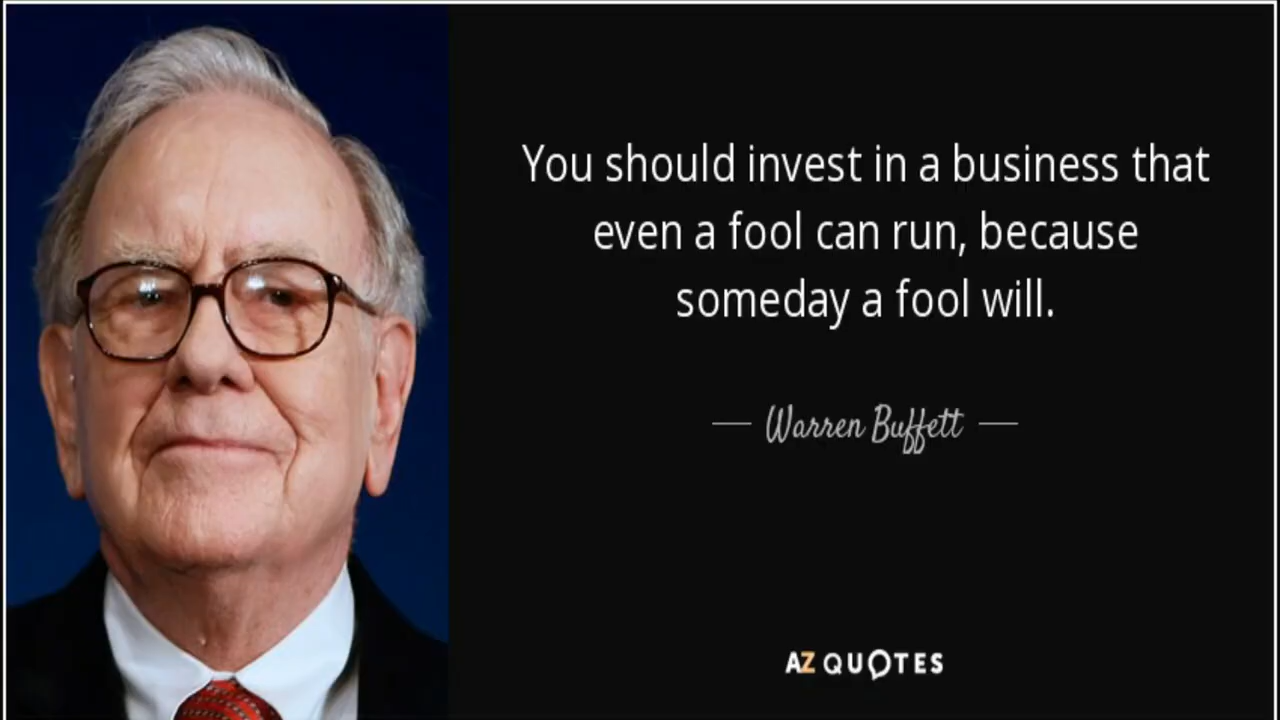 You should invest in a business that
even a fool can run, because
someday a fool will.
— Warren Buffett —
AZ QUOTES